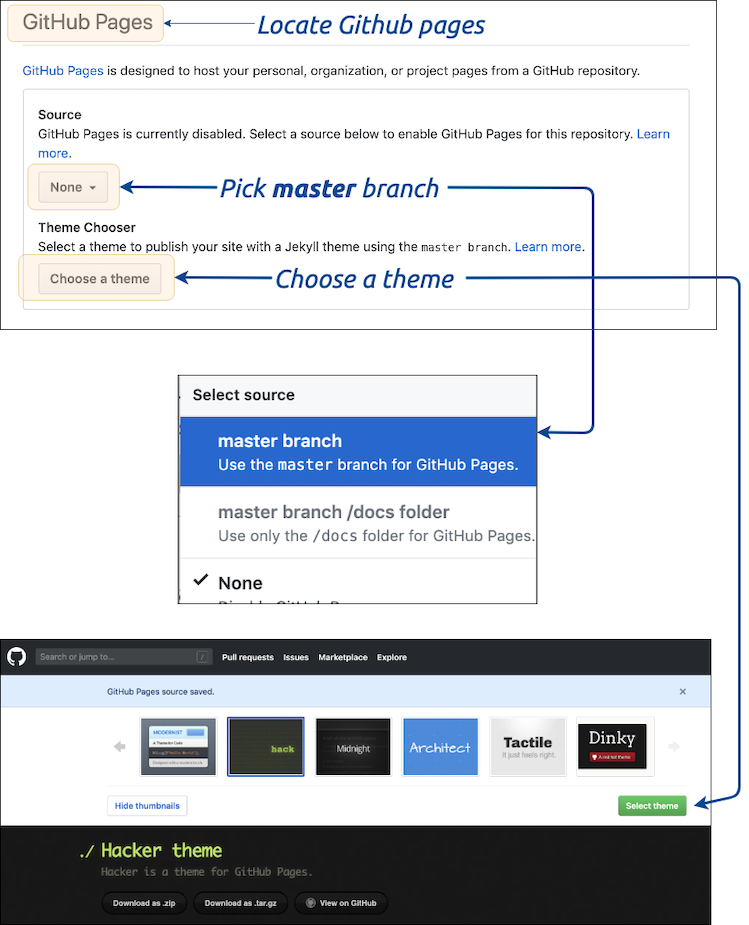 GitHub Pages
Locate Github pages
GitHub Pages is designed to host your personal, organization, or project pages from a GitHub repository.
Source
GitHub Pages is currently disabled. Select a source below to enable GitHub Pages for this repository. Learn
more.
None
Pick master branch
Theme Chooser
Select a theme to publish your site with a Jekyll theme using the master branch. Learn more.
Choose a theme
Choose a theme
Select source
master branch
Use the master branch for GitHub Pages.
master branch /docs folder
Use only the /docs folder for GitHub Pages.
None
Search or jump to...
/
Pull requests Issues Marketplace Explore
GitHub Pages source saved.
MODERNIST
hack
Midnight
Architect
Tactile
It just feels right.
Dinky
Hide thumbnails
Select theme
./ Hacker theme
Hacker is a theme for GitHub Pages.
Download as .zip
Download as .tar.gz
View on GitHub